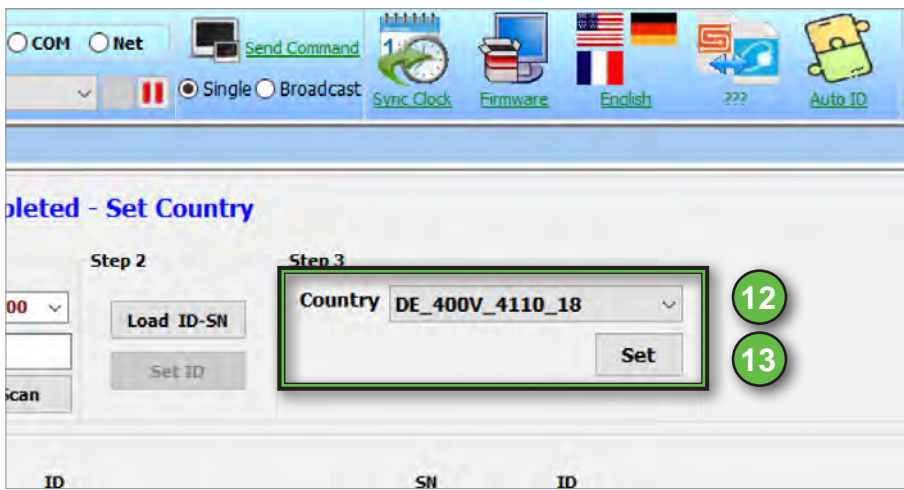 COM Net Send Command
Single Broadcast
1
Sync Clock Firmware English ??? Auto ID
pleted - Set Country
Step 2 Step 3
00
Country DE_400V_4110_18
12
Load ID-SN
Set 13
Set ID
Scan
ID SN ID